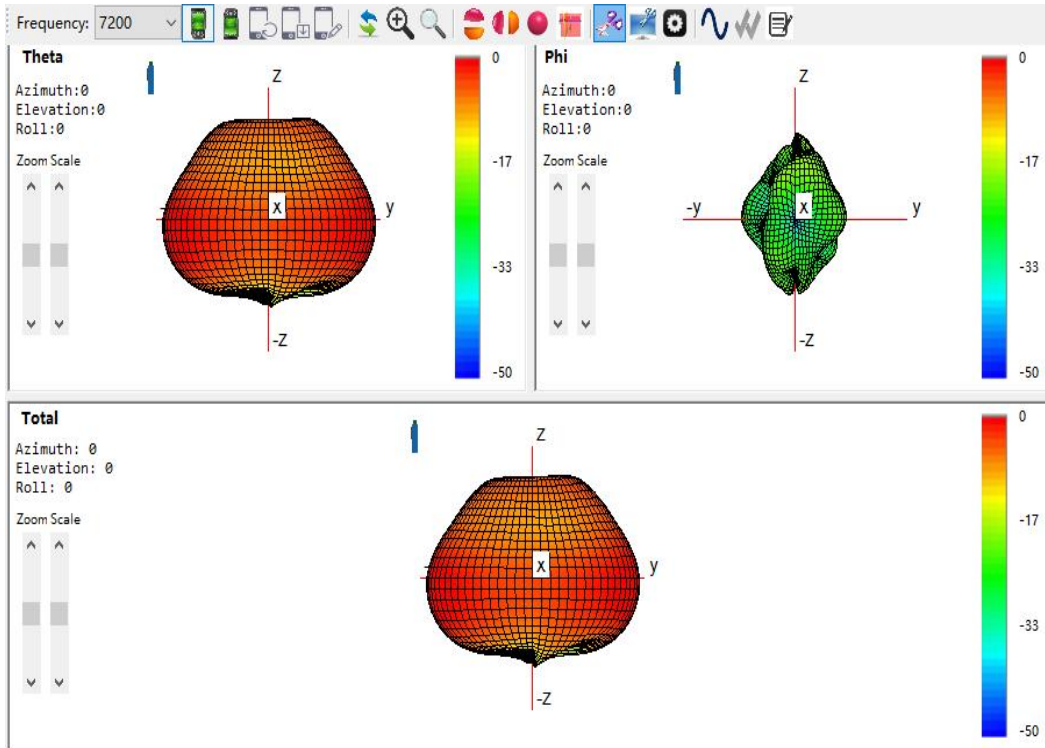 Frequency: 7200
Theta
Azimuth:0
Elevation:0
Roll:0
Zoom Scale
Z
X
y
-Z
0
-17
-33
-50
Phi
Azimuth:0
Elevation:0
Roll:0
Zoom Scale
Z
-y
X
y
-Z
0
-17
-33
-50
Total
Azimuth: 0
Elevation: 0
Roll: 0
Zoom Scale
Z
X
y
-Z
0
-17
-33
-50